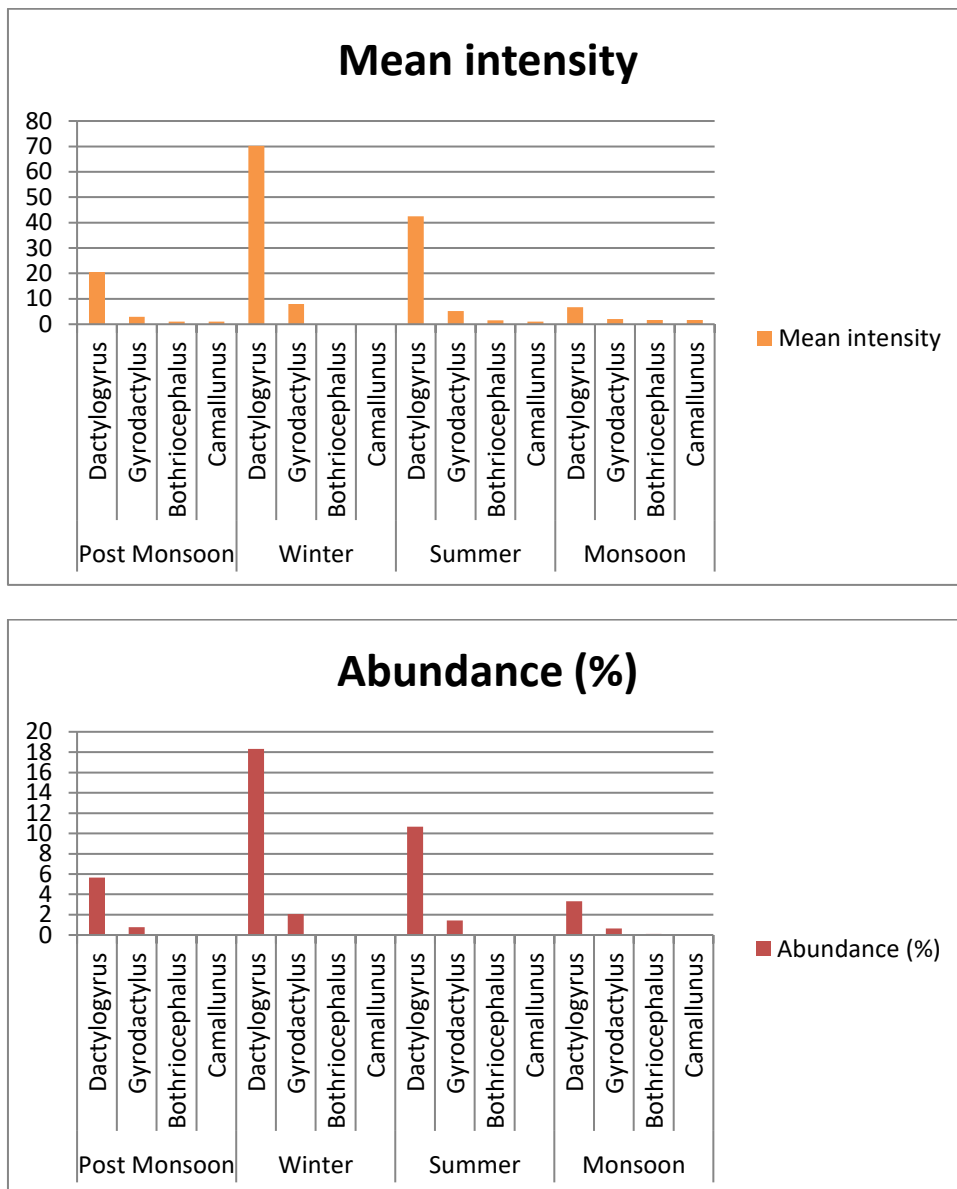 Mean intensity
80
70
60
50
40
30
20
10
0
Dactylogyrus
Gyrodactylus
Bothriocephalus
Camallunus
Dactylogyrus
Gyrodactylus
Bothriocephalus
Camallunus
Dactylogyrus
Gyrodactylus
Bothriocephalus
Camallunus
Dactylogyrus
Gyrodactylus
Bothriocephalus
Camallunus
Post Monsoon
Winter
Summer
Monsoon
Mean intensity
Abundance (%)
20
18
16
14
12
10
8
6
4
2
0
Dactylogyrus
Gyrodactylus
Bothriocephalus
Camallunus
Dactylogyrus
Gyrodactylus
Bothriocephalus
Camallunus
Dactylogyrus
Gyrodactylus
Bothriocephalus
Camallunus
Dactylogyrus
Gyrodactylus
Bothriocephalus
Camallunus
Post Monsoon
Winter
Summer
Monsoon
Abundance (%)